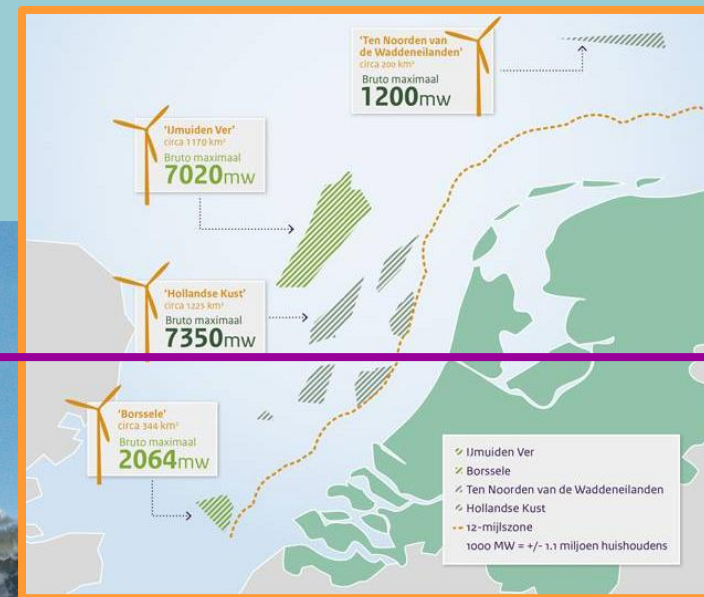 'Ten Noorden van
de Waddeneilanden'
circa 200 km²
Bruto maximaal
1200mw
'IJmuiden Ver'
circa 1170 km²
Bruto maximaal
7020mw
'Hollandse Kust'
circa 1225 km²
Bruto maximaal
7350mw
'Borssele'
circa 344 km²
Bruto maximaal
2064mw
IJmuiden Ver
Borssele
Ten Noorden van de Waddeneilanden
Hollandse Kust
12-mijlszone
1000 MW = +/- 1.1 miljoen huishoudens